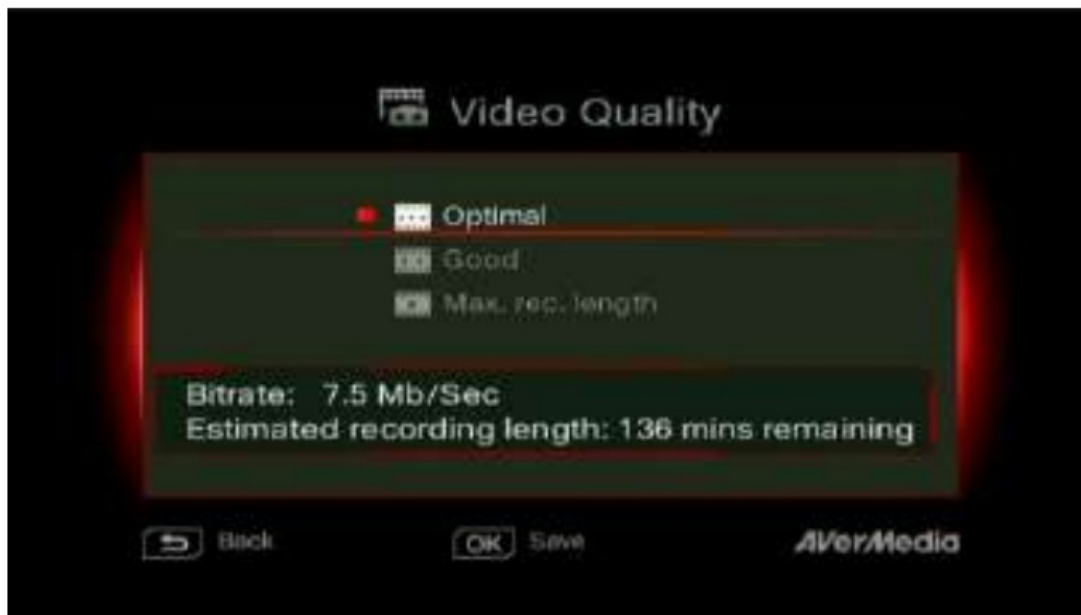 Video Quality
Optimal
Good
Max. rec. length
Bitrate: 7.5 Mb/Sec
Estimated recording length: 136 mins remaining
Back OK Save AVerMedia